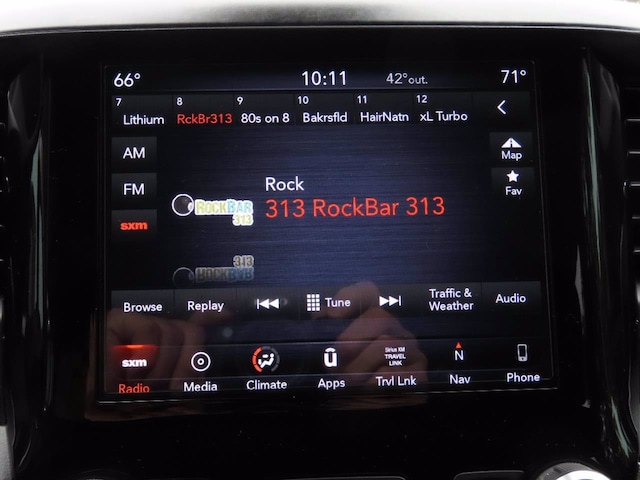 66° 10:11 42°out. 71°
7 8 9 10 11 12
Lithium RckBr313 80s on 8 Bakrsfld HairNatn xL Turbo
AM
Map
FM
Fav
Rock
ROCKBAR 313
313 RockBar 313
sxm
Browse Replay Tune Traffic & Weather Audio
sxm
Radio
Media
Climate
Apps
Sirius XM
TRAVEL
LINK
Trvl Lnk
N
Nav
Phone